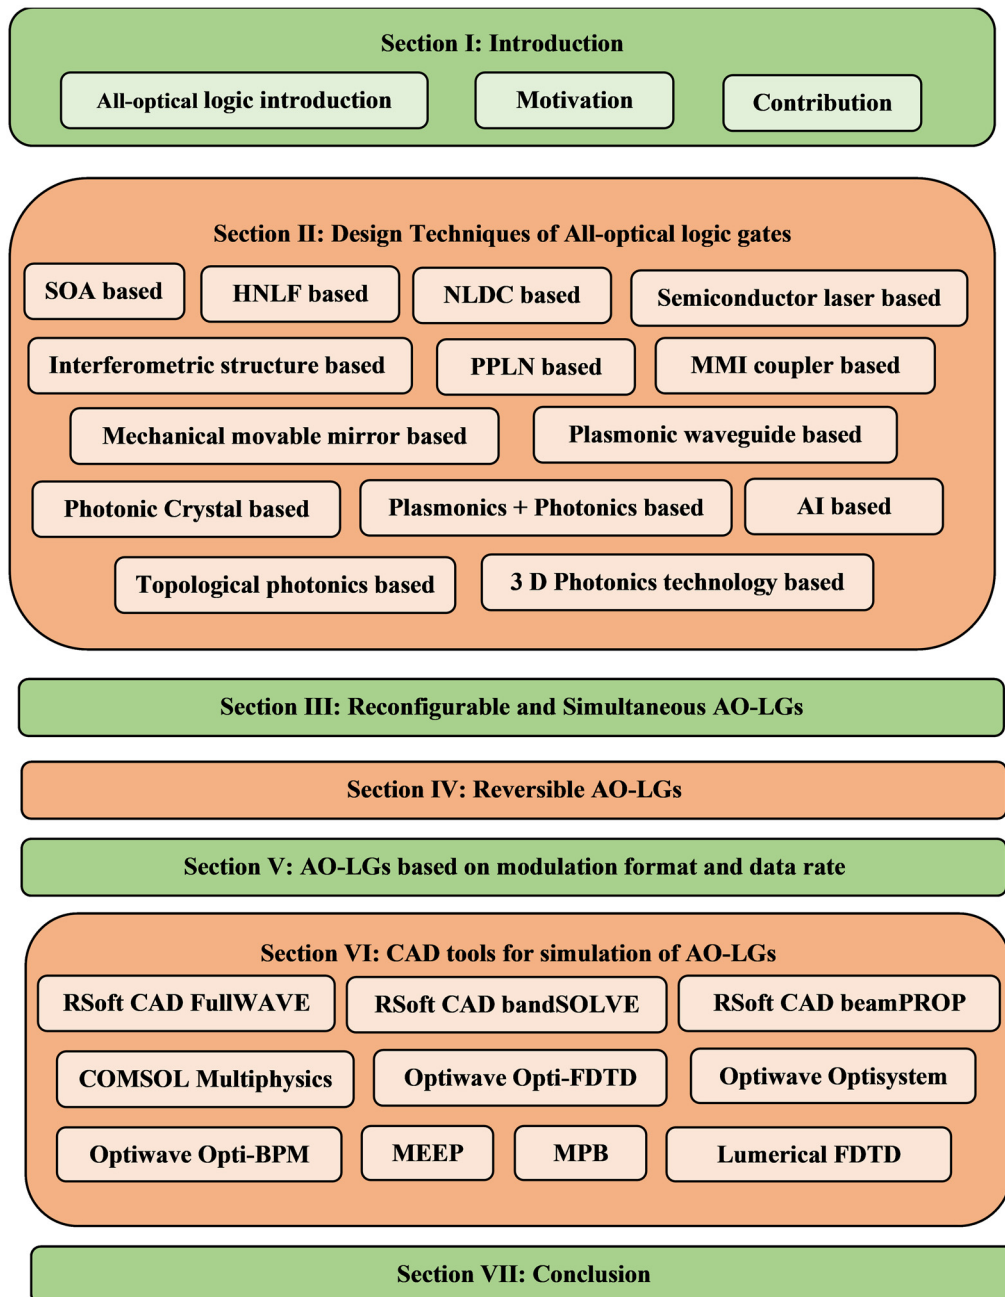 Section I: Introduction
All-optical logic introduction
Motivation
Contribution
Section II: Design Techniques of All-optical logic gates
SOA based
HNLF based
NLDC based
Semiconductor laser based
Interferometric structure based
PPLN based
MMI coupler based
Mechanical movable mirror based
Plasmonic waveguide based
Photonic Crystal based
Plasmonics + Photonics based
AI based
Topological photonics based
3 D Photonics technology based
Section III: Reconfigurable and Simultaneous AO-LGs
Section IV: Reversible AO-LGs
Section V: AO-LGs based on modulation format and data rate
Section VI: CAD tools for simulation of AO-LGs
RSoft CAD FullWAVE
RSoft CAD bandSOLVE
RSoft CAD beamPROP
COMSOL Multiphysics
Optiwave Opti-FDTD
Optiwave Optisystem
Optiwave Opti-BPM
MEEP
MPB
Lumerical FDTD
Section VII: Conclusion